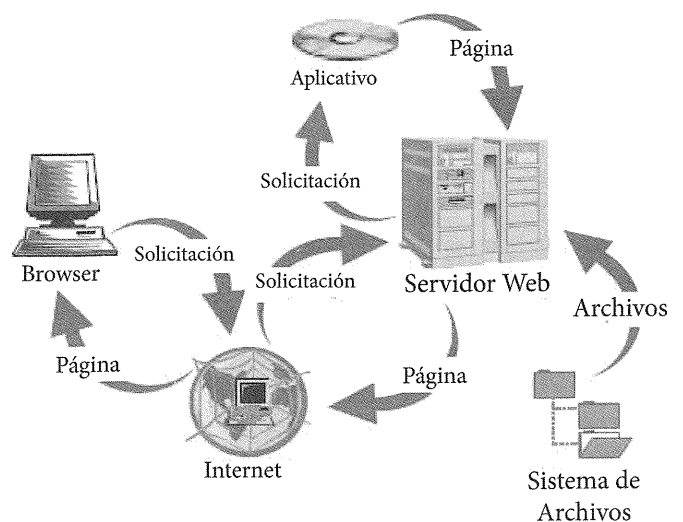 Página
Aplicativo
Solicitación
Solicitación
Browser
Solicitación
Servidor Web
Archivos
Página
Página
Internet
Sistema de
Archivos